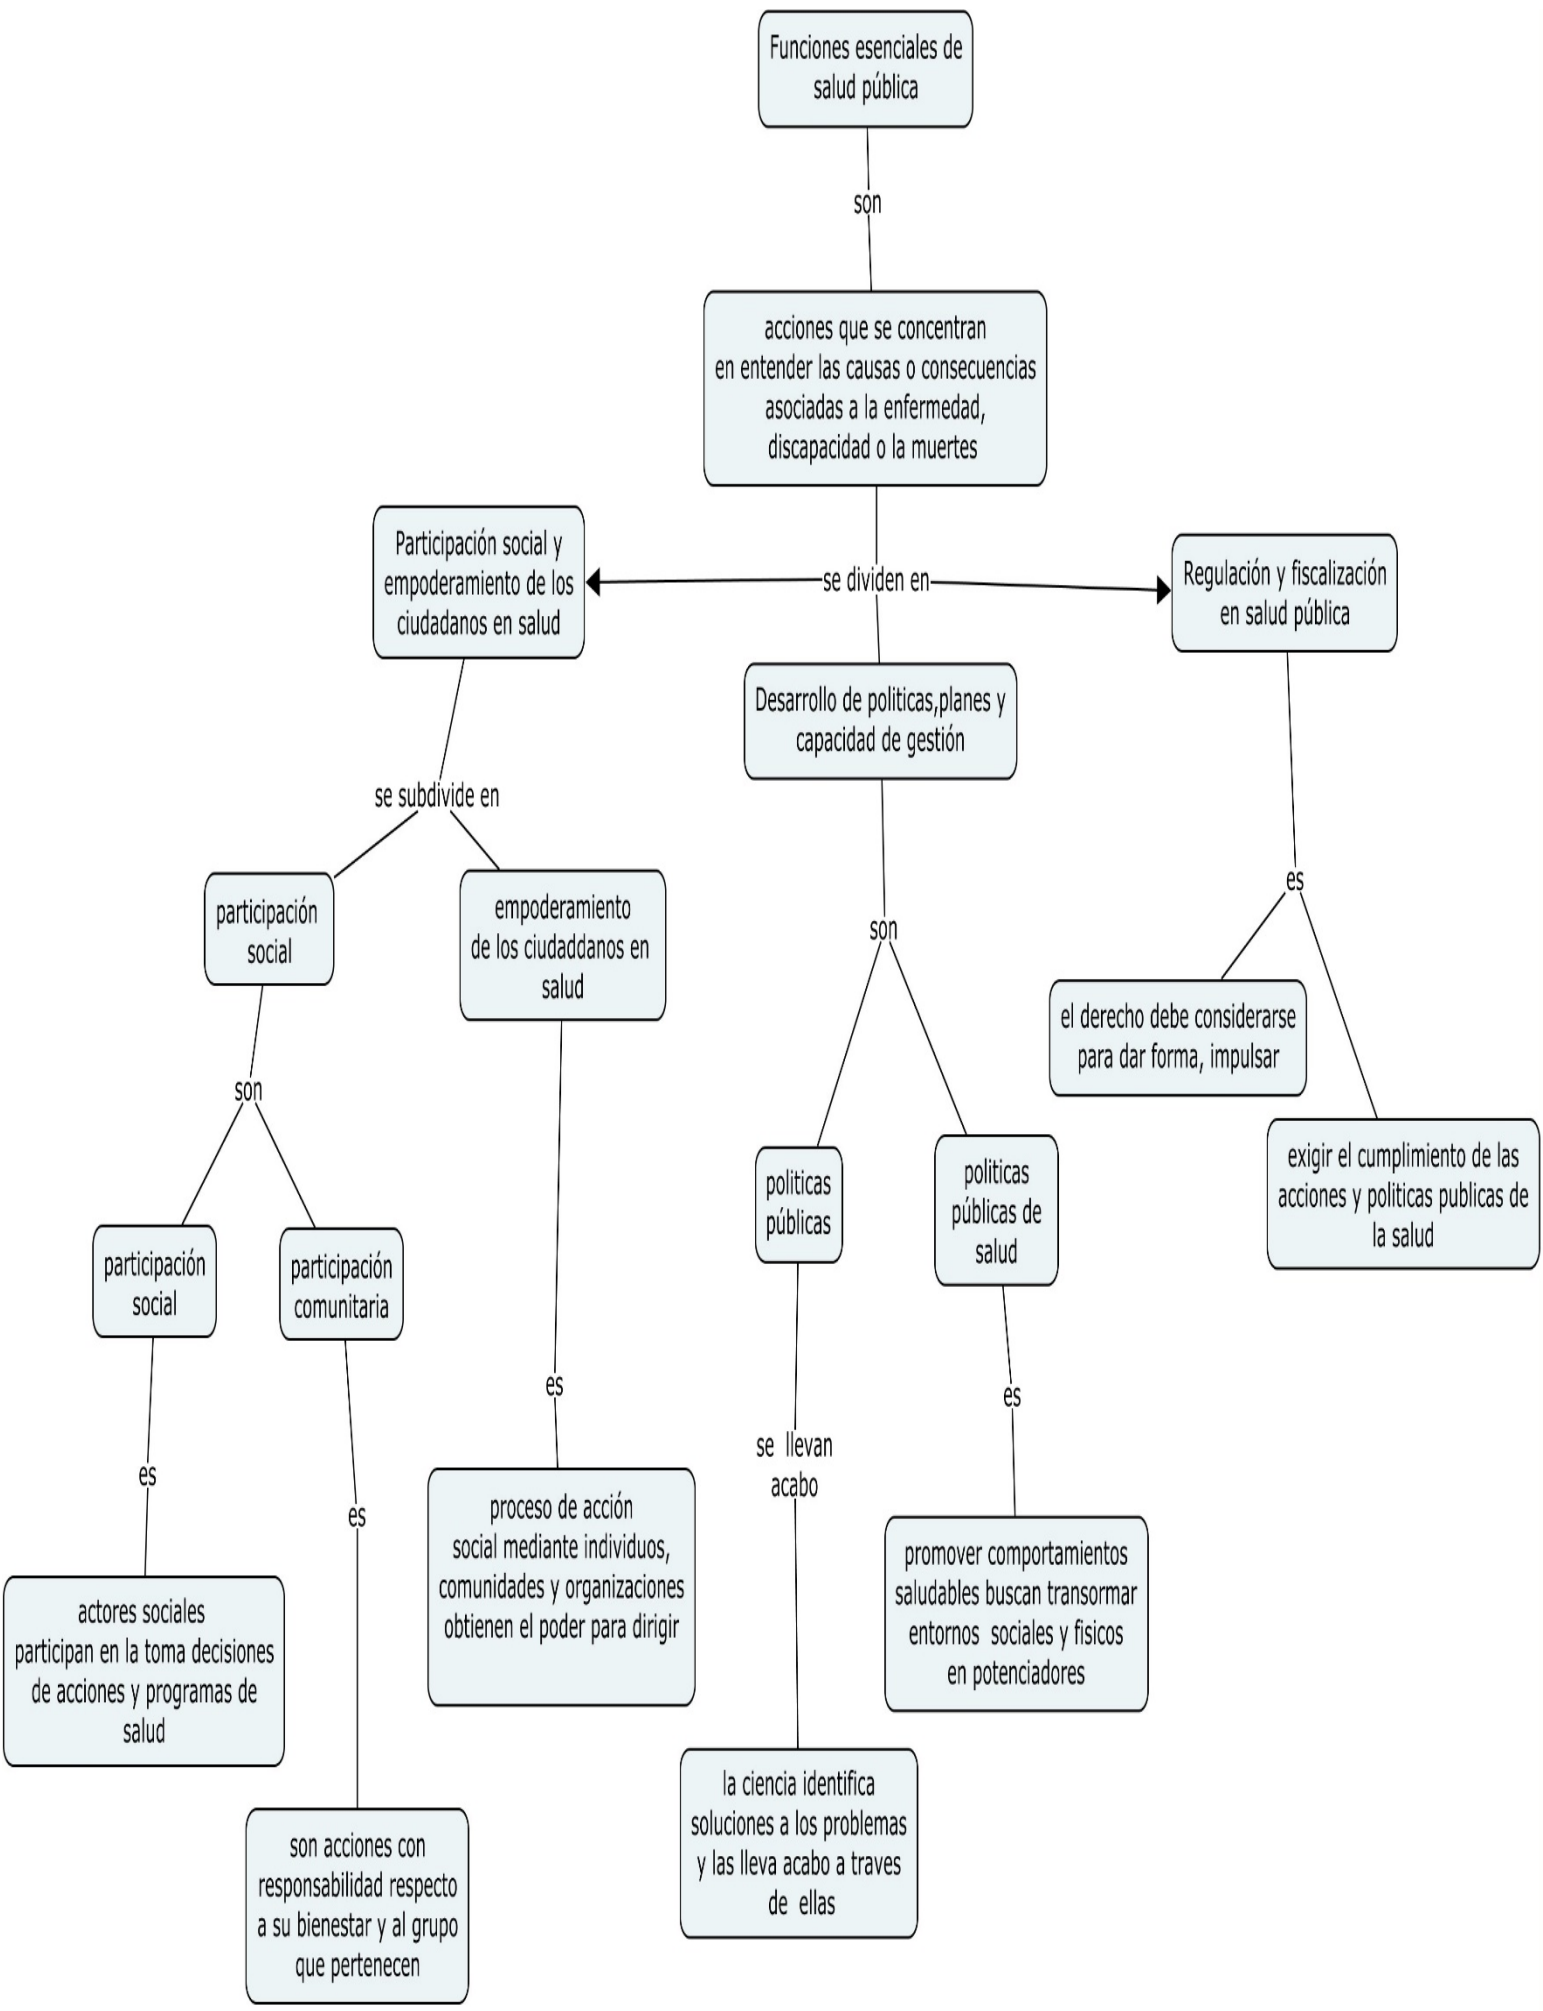 Funciones esenciales de
salud pública
son
acciones que se concentran
en entender las causas o consecuencias
asociadas a la enfermedad,
discapacidad o la muertes
se dividen en
Participación social y
empoderamiento de los
ciudadanos en salud
se subdivide en
participación
social
son
participación
social
es
actores sociales
participan en la toma decisiones
de acciones y programas de
salud
participación
comunitaria
es
son acciones con
responsabilidad respecto
a su bienestar y al grupo
que pertenecen
empoderamiento
de los ciudaddanos en
salud
es
proceso de acción
social mediante individuos,
comunidades y organizaciones
obtienen el poder para dirigir
Desarrollo de politicas,planes y
capacidad de gestión
son
politicas
públicas
se llevan
acabo
la ciencia identifica
soluciones a los problemas
y las lleva acabo a traves
de ellas
politicas
públicas de
salud
es
promover comportamientos
saludables buscan transormar
entornos sociales y fisicos
en potenciadores
Regulación y fiscalización
en salud pública
es
el derecho debe considerarse
para dar forma, impulsar
exigir el cumplimiento de las
acciones y politicas publicas de
la salud